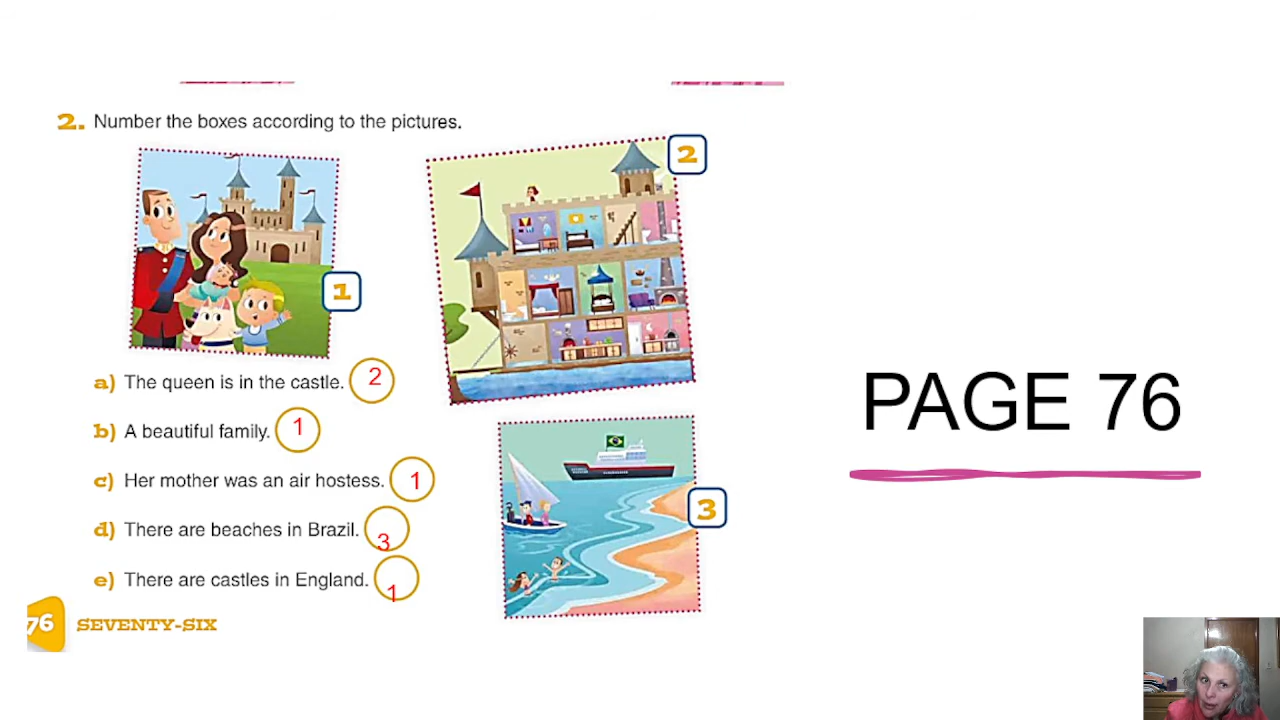 2. Number the boxes according to the pictures.
1
2
3
a) The queen is in the castle. 2
b) A beautiful family. 1
c) Her mother was an air hostess. 1
d) There are beaches in Brazil. 3
e) There are castles in England. 1
76 SEVENTY-SIX
PAGE 76